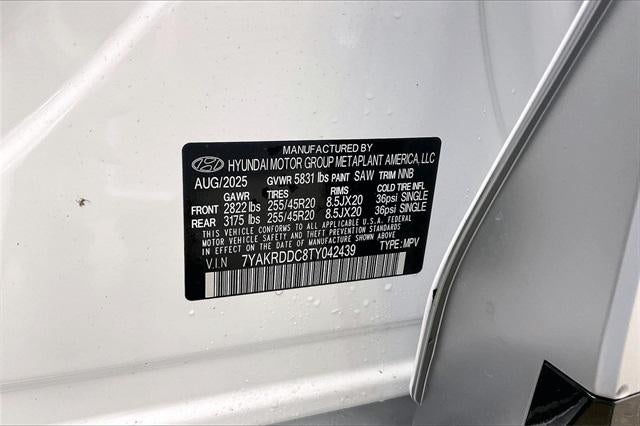 MANUFACTURED BY
HYUNDAI MOTOR GROUP METAPLANT AMERICA, LLC
AUG/2025 GVWR 5831 lbs PAINT SAW TRIM NNB
GAWR TIRES RIMS COLD TIRE INFL
FRONT 2822 lbs 255/45R20 8.5JX20 36psi SINGLE
REAR 3175 lbs 255/45R20 8.5JX20 36psi SINGLE
THIS VEHICLE CONFORMS TO ALL APPLICABLE U.S.A. FEDERAL
MOTOR VEHICLE SAFETY AND THEFT PREVENTION STANDARDS
IN EFFECT ON THE DATE OF MANUFACTURE SHOWN ABOVE.
V.I.N 7YAKRDDC8TY042439 TYPE: MPV